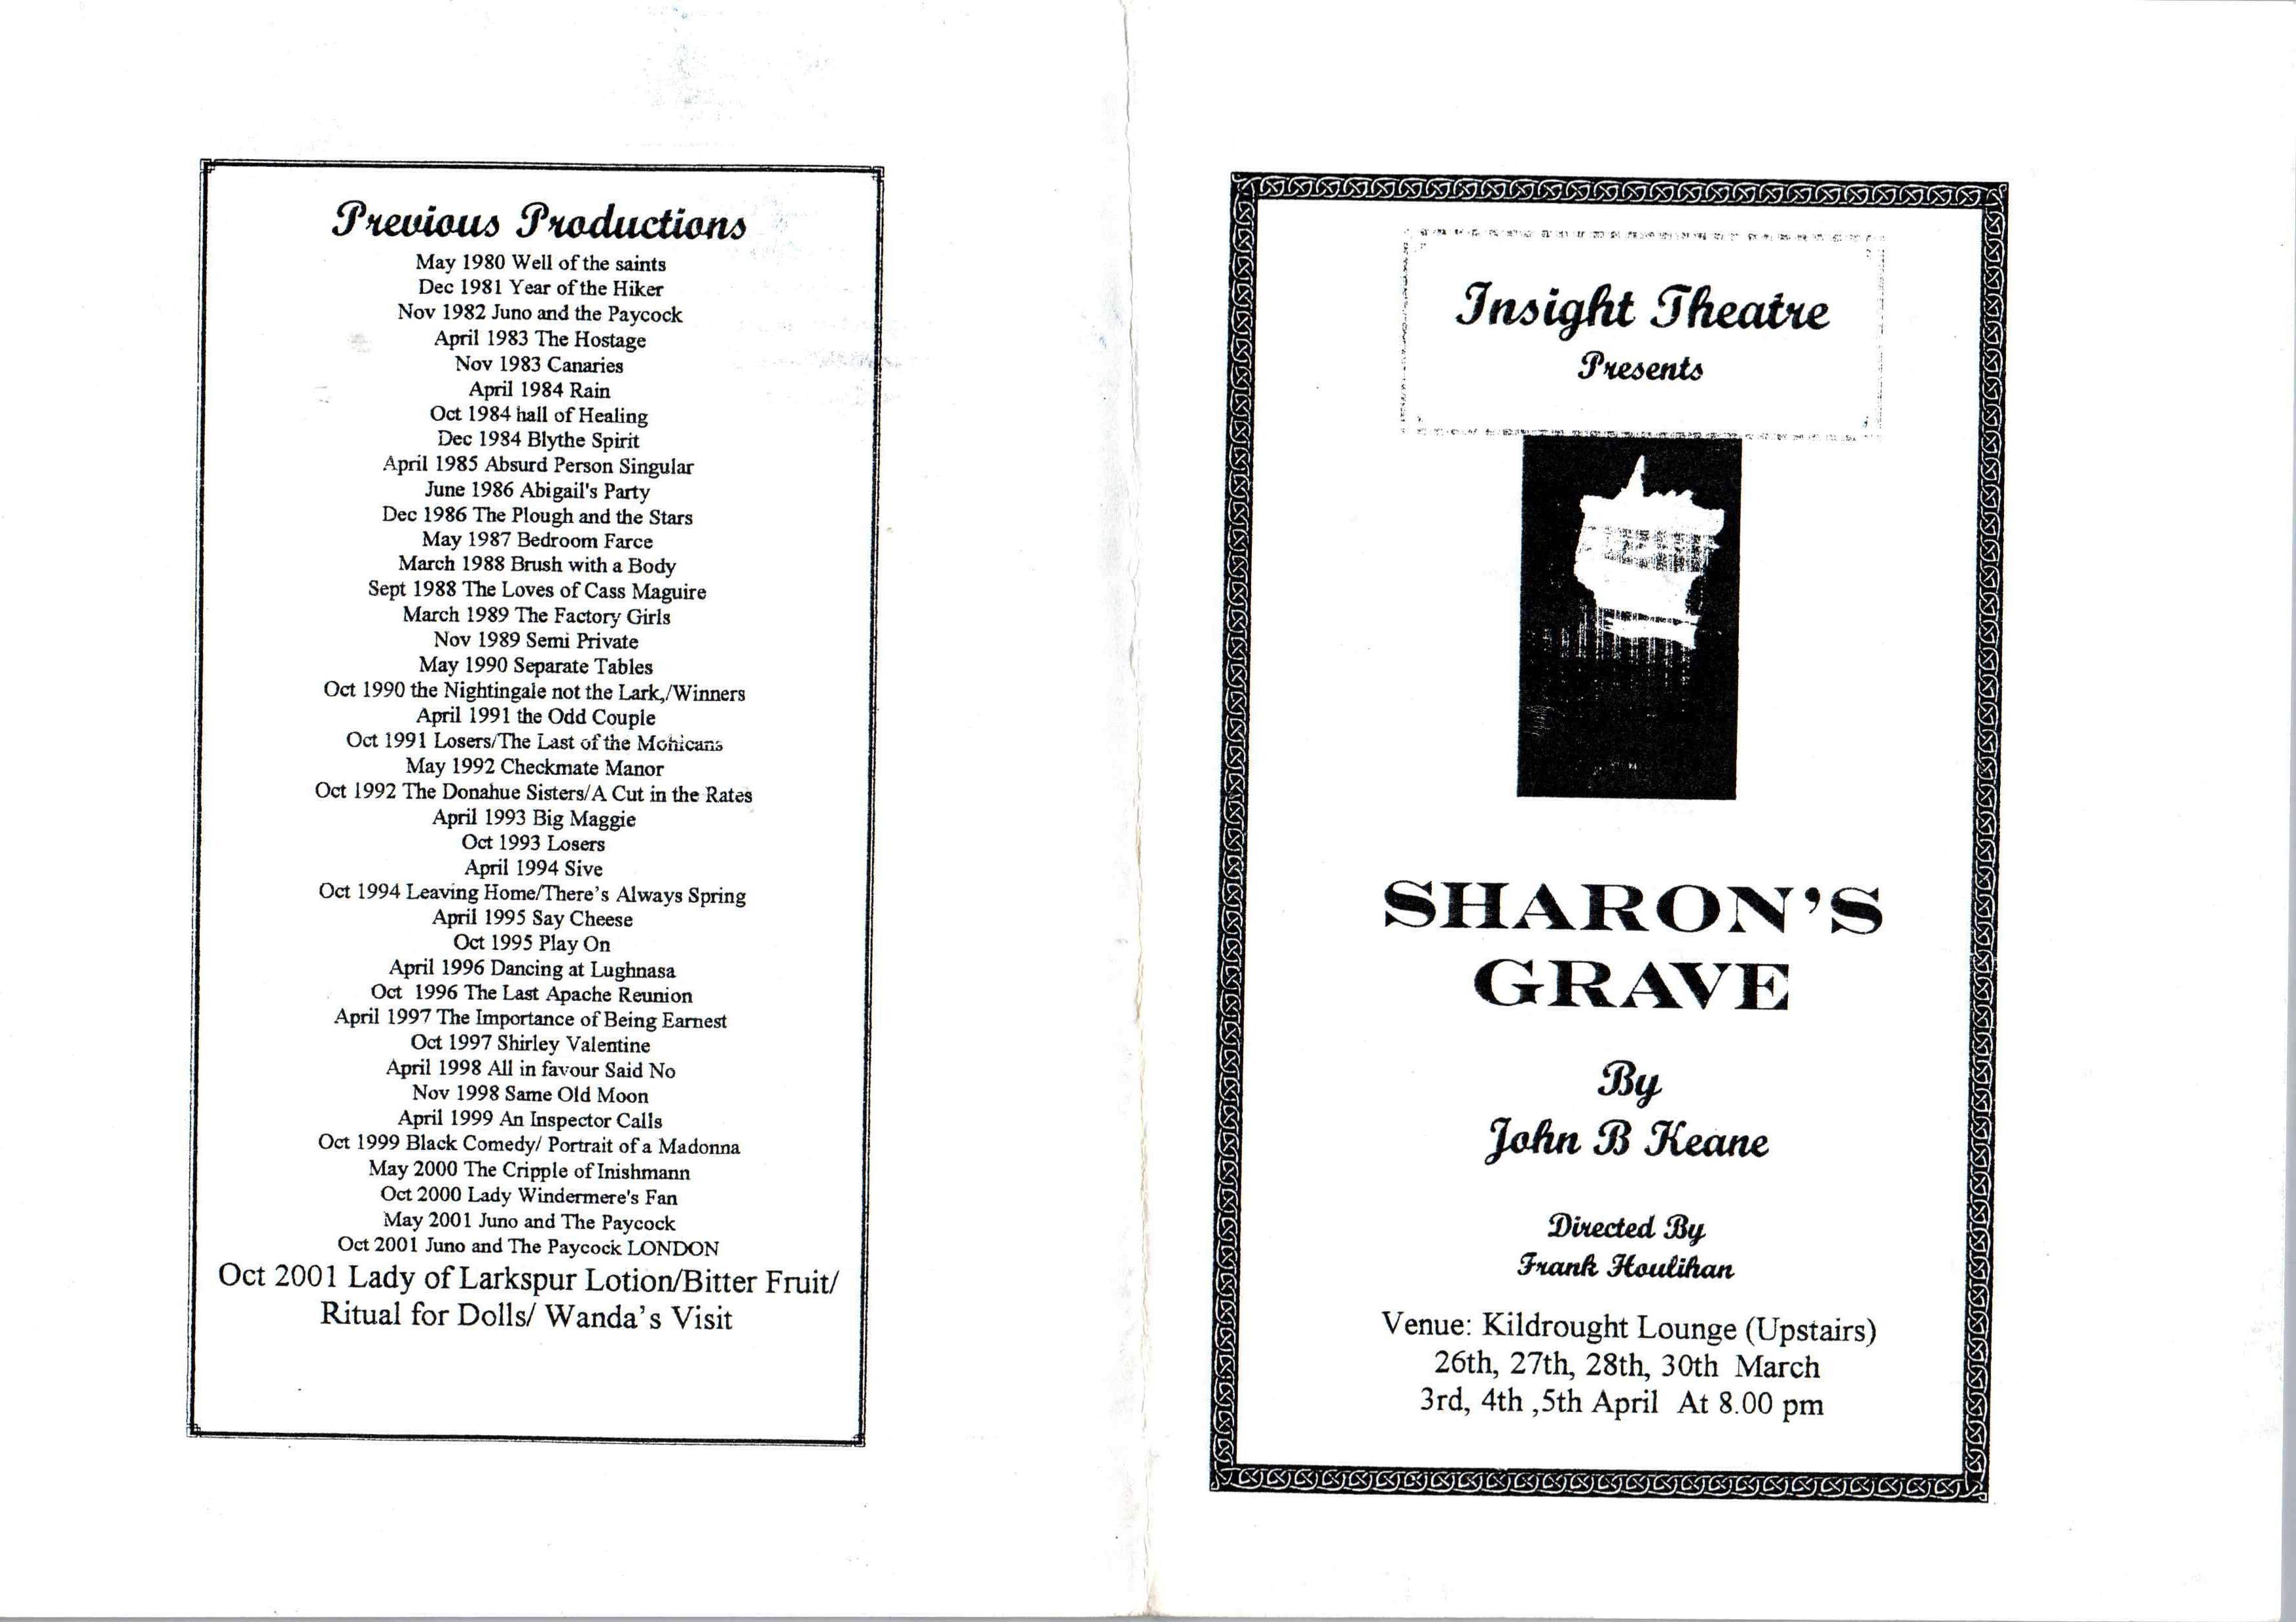 Previous Productions
May 1980 Well of the saints
Dec 1981 Year of the Hiker
Nov 1982 Juno and the Paycock
April 1983 The Hostage
Nov 1983 Canaries
April 1984 Rain
Oct 1984 hall of Healing
Dec 1984 Blythe Spirit
April 1985 Absurd Person Singular
June 1986 Abigail's Party
Dec 1986 The Plough and the Stars
May 1987 Bedroom Farce
March 1988 Brush with a Body
Sept 1988 The Loves of Cass Maguire
March 1989 The Factory Girls
Nov 1989 Semi Private
May 1990 Separate Tables
Oct 1990 the Nightingale not the Lark,/Winners
April 1991 the Odd Couple
Oct 1991 Losers/The Last of the Mohicans
May 1992 Checkmate Manor
Oct 1992 The Donahue Sisters/A Cut in the Rates
April 1993 Big Maggie
Oct 1993 Losers
April 1994 Sive
Oct 1994 Leaving Home/There's Always Spring
April 1995 Say Cheese
Oct 1995 Play On
April 1996 Dancing at Lughnasa
Oct 1996 The Last Apache Reunion
April 1997 The Importance of Being Earnest
Oct 1997 Shirley Valentine
April 1998 All in favour Said No
Nov 1998 Same Old Moon
April 1999 An Inspector Calls
Oct 1999 Black Comedy/ Portrait of a Madonna
May 2000 The Cripple of Inishmann
Oct 2000 Lady Windermere's Fan
May 2001 Juno and The Paycock
Oct 2001 Juno and The Paycock LONDON
Oct 2001 Lady of Larkspur Lotion/Bitter Fruit/
Ritual for Dolls/ Wanda's Visit
Insight Theatre
Presents
SHARON'S
GRAVE
By
John B Keane
Directed By
Frank Houlihan
Venue: Kildrought Lounge (Upstairs)
26th, 27th, 28th, 30th March
3rd, 4th ,5th April At 8.00 pm